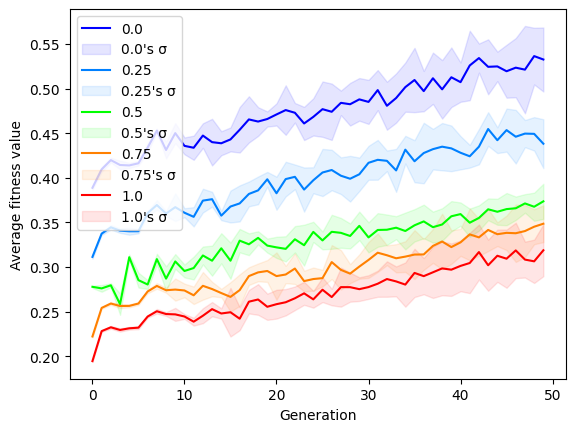 0.0
0.0's σ
0.25
0.25's σ
0.5
0.5's σ
0.75
0.75's σ
1.0
1.0's σ
Average fitness value
0.55
0.50
0.45
0.40
0.35
0.30
0.25
0.20
0 10 20 30 40 50
Generation